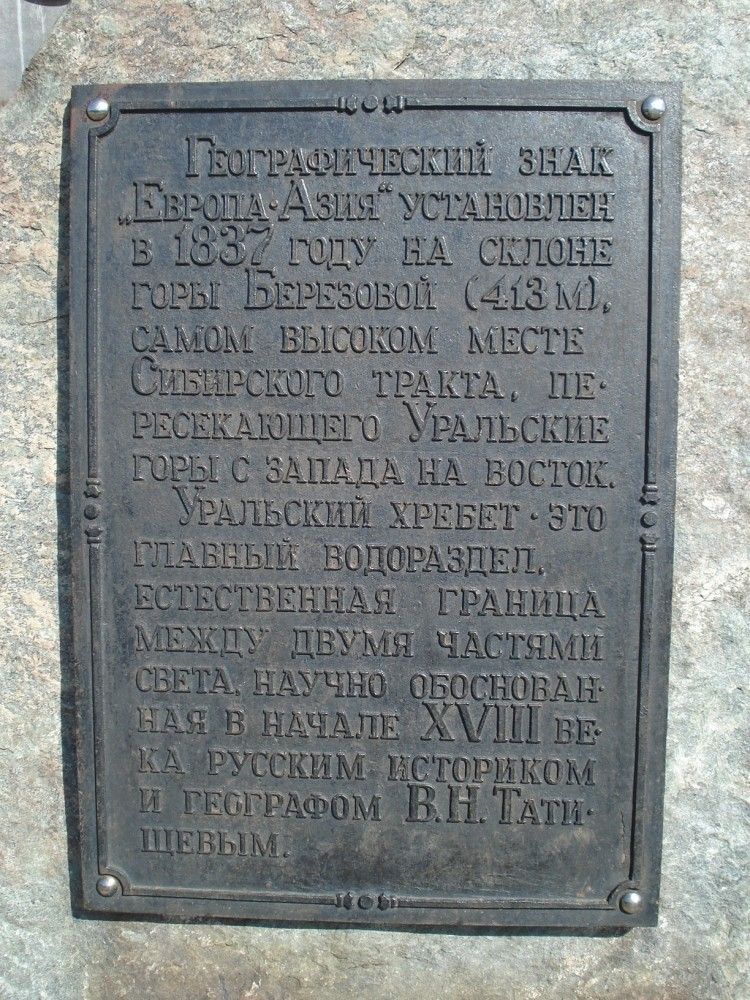 Географический знак
„Европа·Азия“ установлен
в 1837 году на склоне
горы Березовой (413 м),
самом высоком месте
Сибирского тракта, пе-
ресекающего Уральские
горы с запада на восток.
Уральский хребет - это
главный водораздел,
естественная граница
между двумя частями
света, научно обоснован-
ная в начале XVIII ве-
ка русским историком
и географом В.Н. Тати-
щевым.